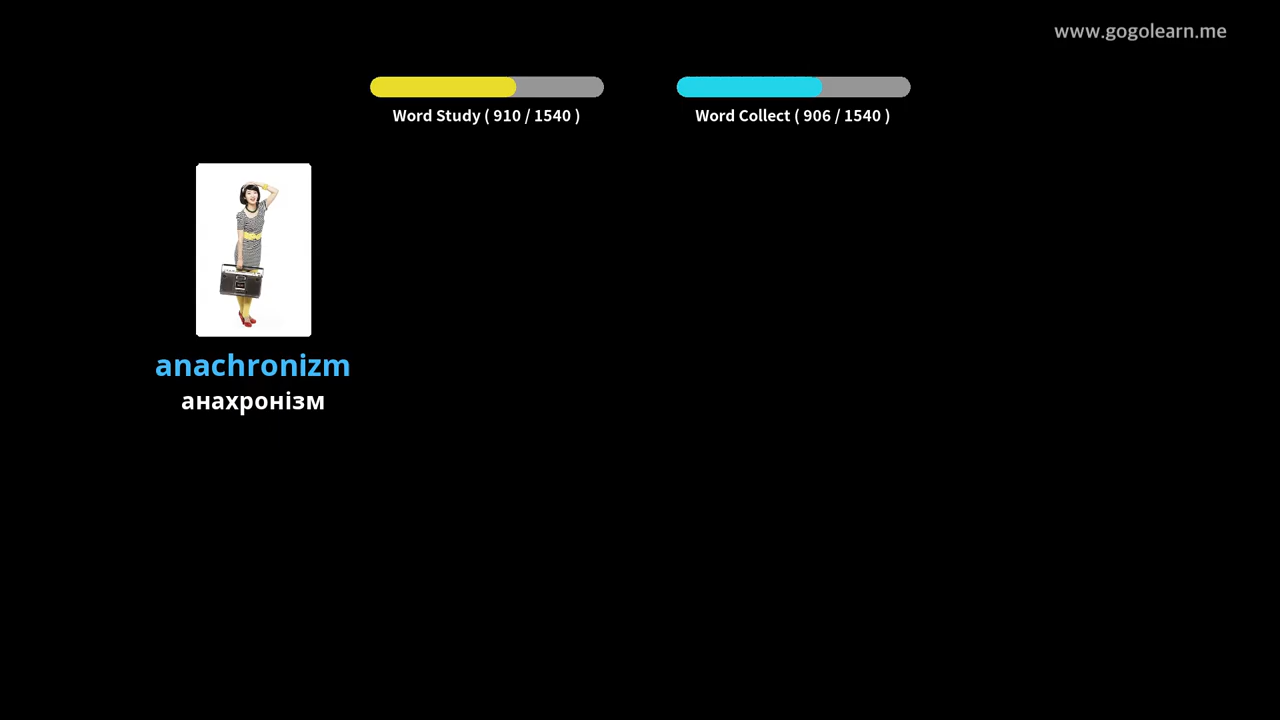 www.gogolearn.me
Word Study ( 910 / 1540 )
Word Collect ( 906 / 1540 )
anachronizm
анахронізм